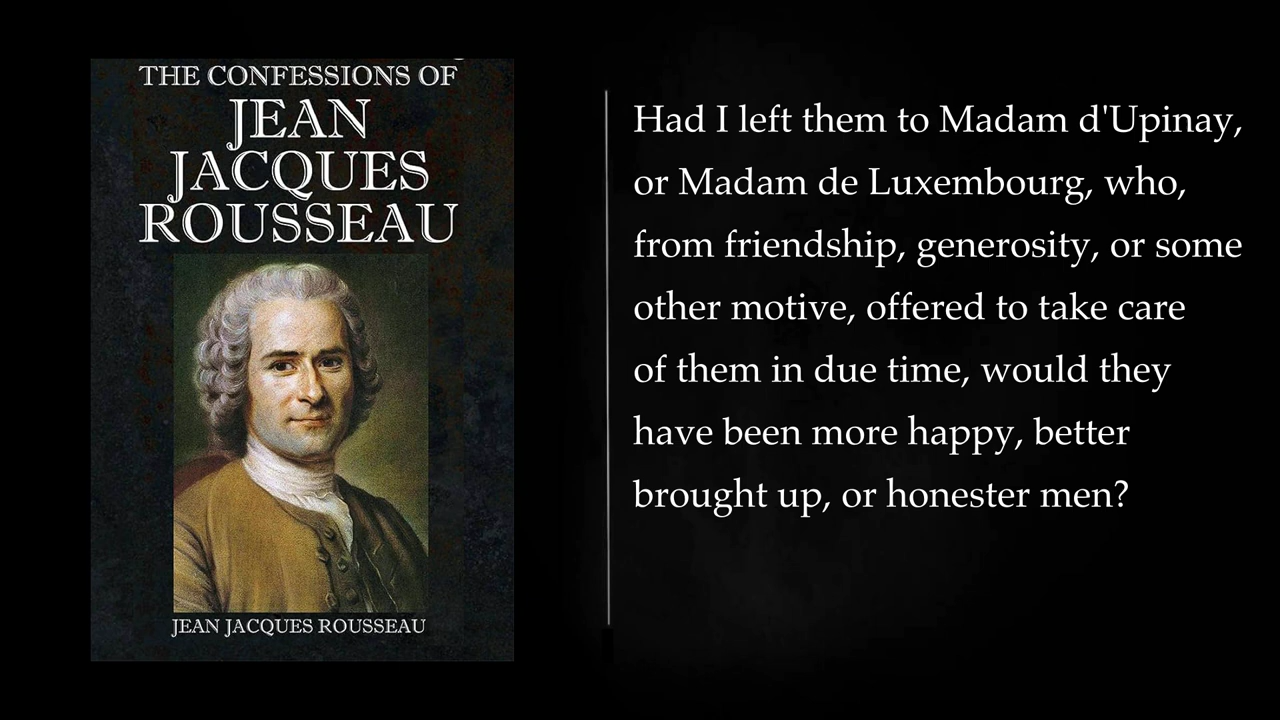 THE CONFESSIONS OF
JEAN
JACQUES
ROUSSEAU
JEAN JACQUES ROUSSEAU
Had I left them to Madam d'Upinay,
or Madam de Luxembourg, who,
from friendship, generosity, or some
other motive, offered to take care
of them in due time, would they
have been more happy, better
brought up, or honester men?